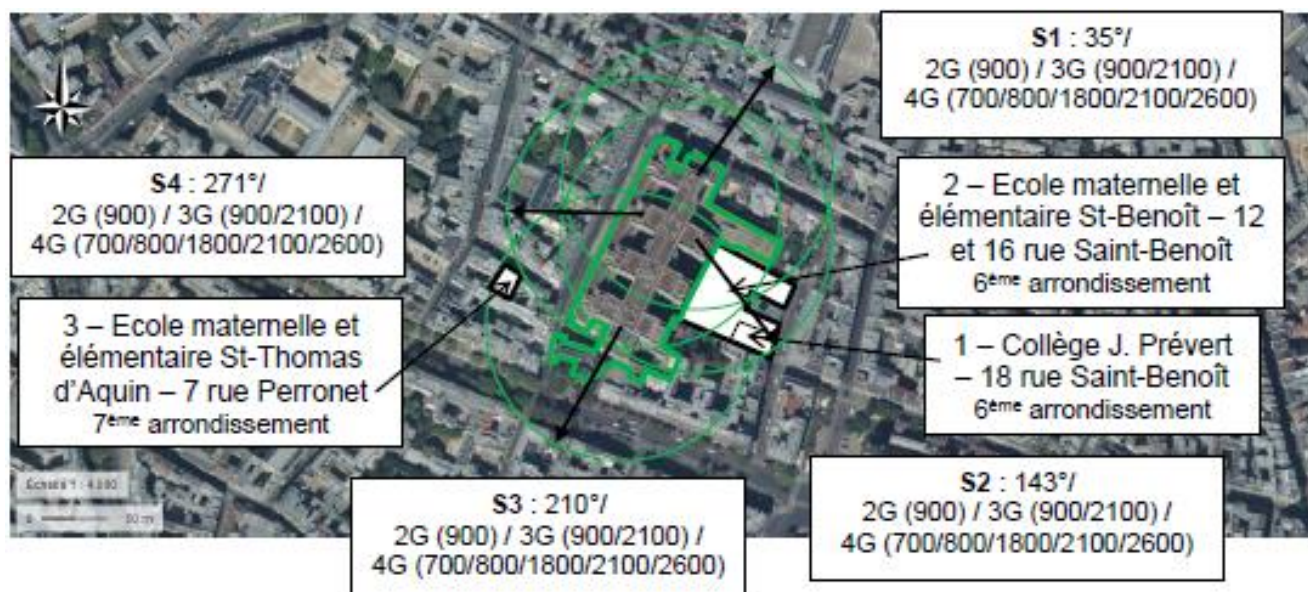 S1 : 35°/
2G (900) / 3G (900/2100) /
4G (700/800/1800/2100/2600)
S4 : 271°/
2G (900) / 3G (900/2100) /
4G (700/800/1800/2100/2600)
2 – Ecole maternelle et
élémentaire St-Benoît – 12
et 16 rue Saint-Benoît
6ème arrondissement
3 – Ecole maternelle et
élémentaire St-Thomas
d'Aquin – 7 rue Perronet
7ème arrondissement
1 – Collège J. Prévert
– 18 rue Saint-Benoît
6ème arrondissement
S3 : 210°/
2G (900) / 3G (900/2100) /
4G (700/800/1800/2100/2600)
S2 : 143°/
2G (900) / 3G (900/2100) /
4G (700/800/1800/2100/2600)
0 50 m